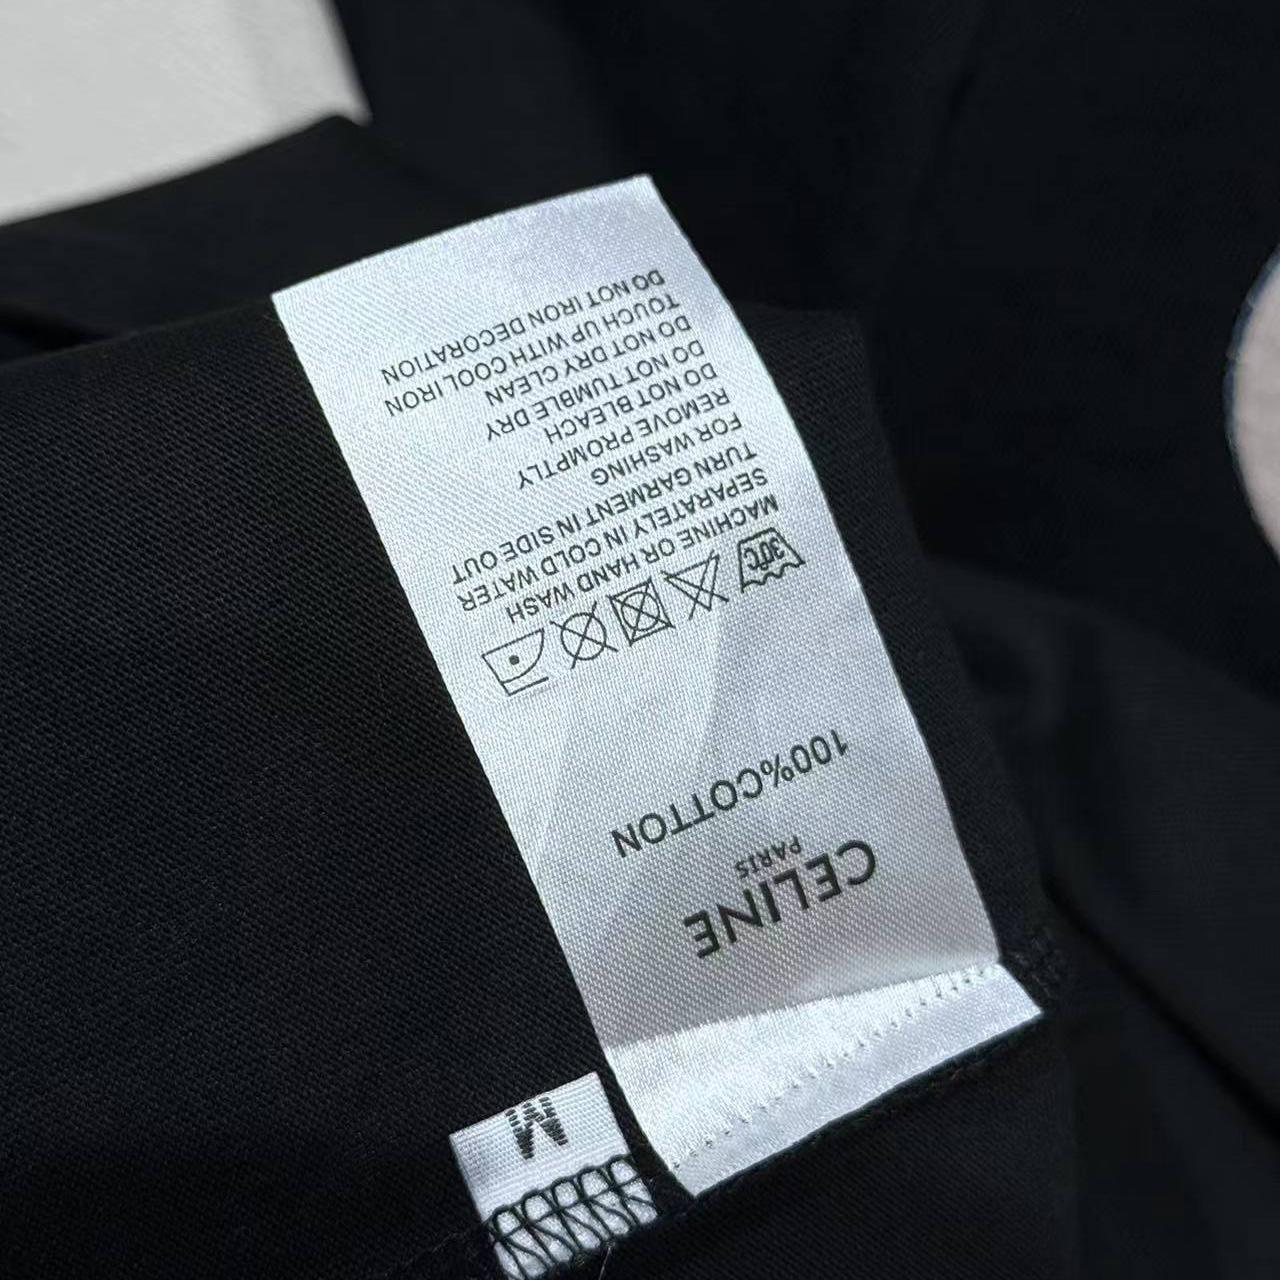 M
CELINE
PARIS
100%COTTON
30°C
MACHINE OR HAND WASH
SEPARATELY IN COLD WATER
TURN GARMENT IN SIDE OUT
FOR WASHING
REMOVE PROMPTLY
DO NOT BLEACH
DO NOT TUMBLE DRY
DO NOT DRY CLEAN
TOUCH UP WITH COOL IRON
DO NOT IRON DECORATION